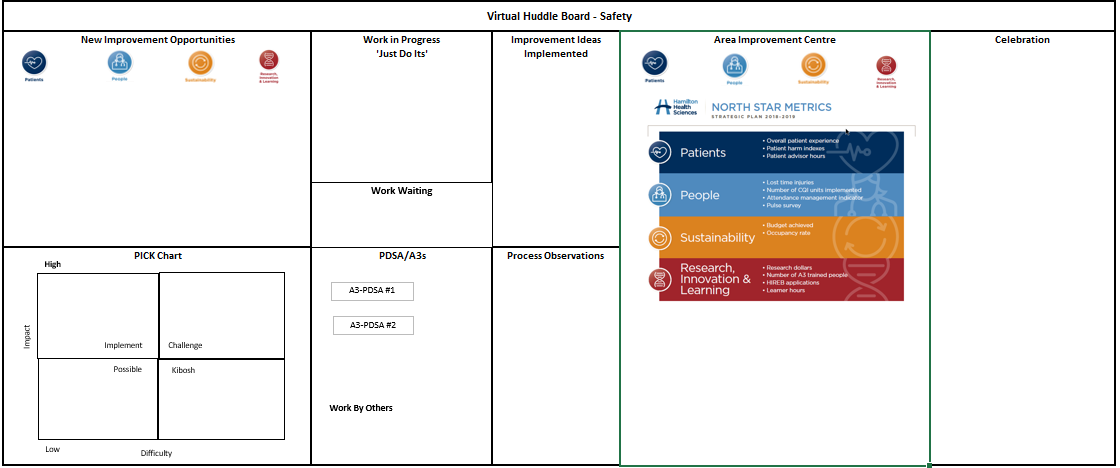 Virtual Huddle Board - Safety
New Improvement Opportunities
Patients
People
Sustainability
Research,
Innovation
& Learning
Work in Progress
'Just Do Its'
Work Waiting
Improvement Ideas
Implemented
Area Improvement Centre
Patients
People
Sustainability
Research,
Innovation
& Learning
Hamilton
Health
Sciences
NORTH STAR METRICS
STRATEGIC PLAN 2018-2019
Patients
• Overall patient experience
• Patient harm indexes
• Patient advisor hours
People
• Lost time injuries
• Number of CQI units implemented
• Attendance management indicator
• Pulse survey
Sustainability
• Budget achieved
• Occupancy rate
Research,
Innovation &
Learning
• Research dollars
• Number of A3 trained people
• HIREB applications
• Learner hours
Celebration
PICK Chart
High
Impact
Implement
Challenge
Possible
Kibosh
Low
Difficulty
PDSA/A3s
A3-PDSA #1
A3-PDSA #2
Work By Others
Process Observations